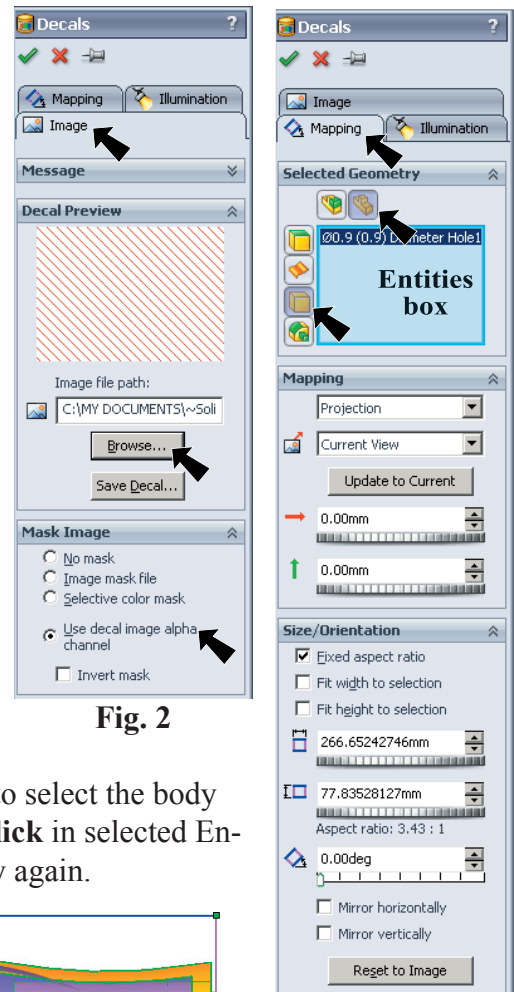 Decals ?
Mapping Illumination
Image
Message
Decal Preview
Image file path:
C:\MY DOCUMENTS\~Soli
Browse...
Save Decal...
Mask Image
No mask
Image mask file
Selective color mask
Use decal image alpha
channel
Invert mask
Fig. 2
to select the body
lick in selected En-
y again.
Decals ?
Image
Mapping Illumination
Selected Geometry
Ø0.9 (0.9) Hole1
Entities
box
Mapping
Projection
Current View
Update to Current
0.00mm
0.00mm
Size/Orientation
Fixed aspect ratio
Fit width to selection
Fit height to selection
266.65242746mm
77.83528127mm
Aspect ratio: 3.43 : 1
0.00deg
Mirror horizontally
Mirror vertically
Reset to Image